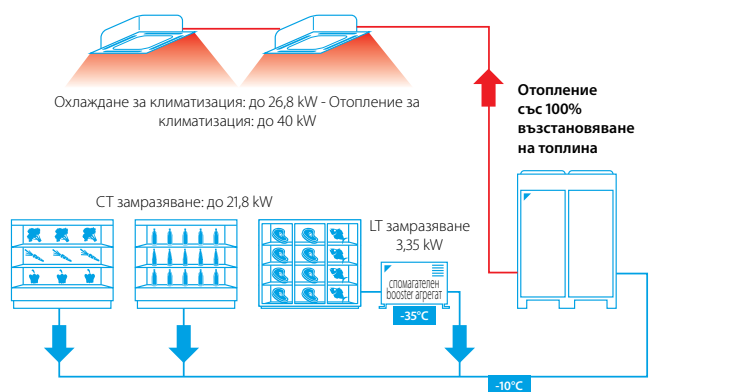 Охлаждане за климатизация: до 26,8 kW - Отопление за
климатизация: до 40 kW
Отопление
със 100%
възстановяване
на топлина
СТ замразяване: до 21,8 kW
LT замразяване
3,35 kW
спомагателен
booster агрегат
-35°C
-10°C